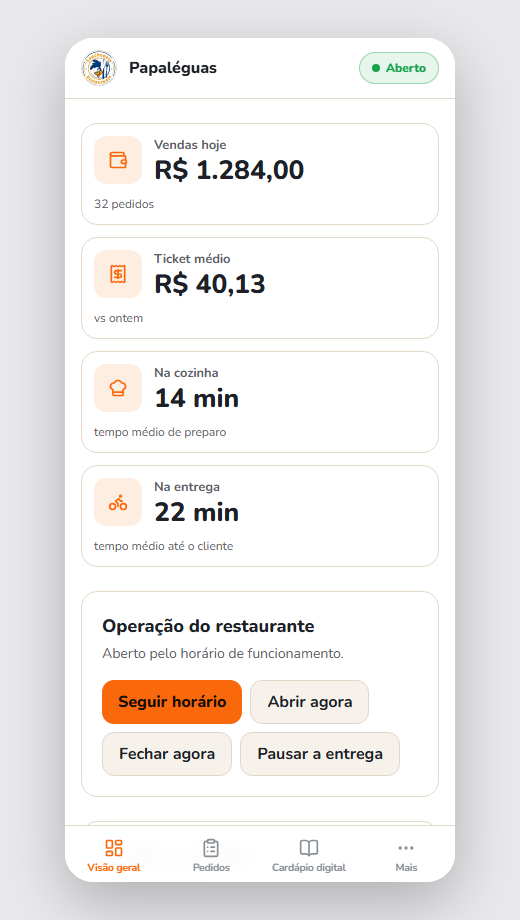 Papaléguas
Aberto
Vendas hoje
R$ 1.284,00
32 pedidos
Ticket médio
R$ 40,13
vs ontem
Na cozinha
14 min
tempo médio de preparo
Na entrega
22 min
tempo médio até o cliente
Operação do restaurante
Aberto pelo horário de funcionamento.
Seguir horário
Abrir agora
Fechar agora
Pausar a entrega
Visão geral
Pedidos
Cardápio digital
Mais